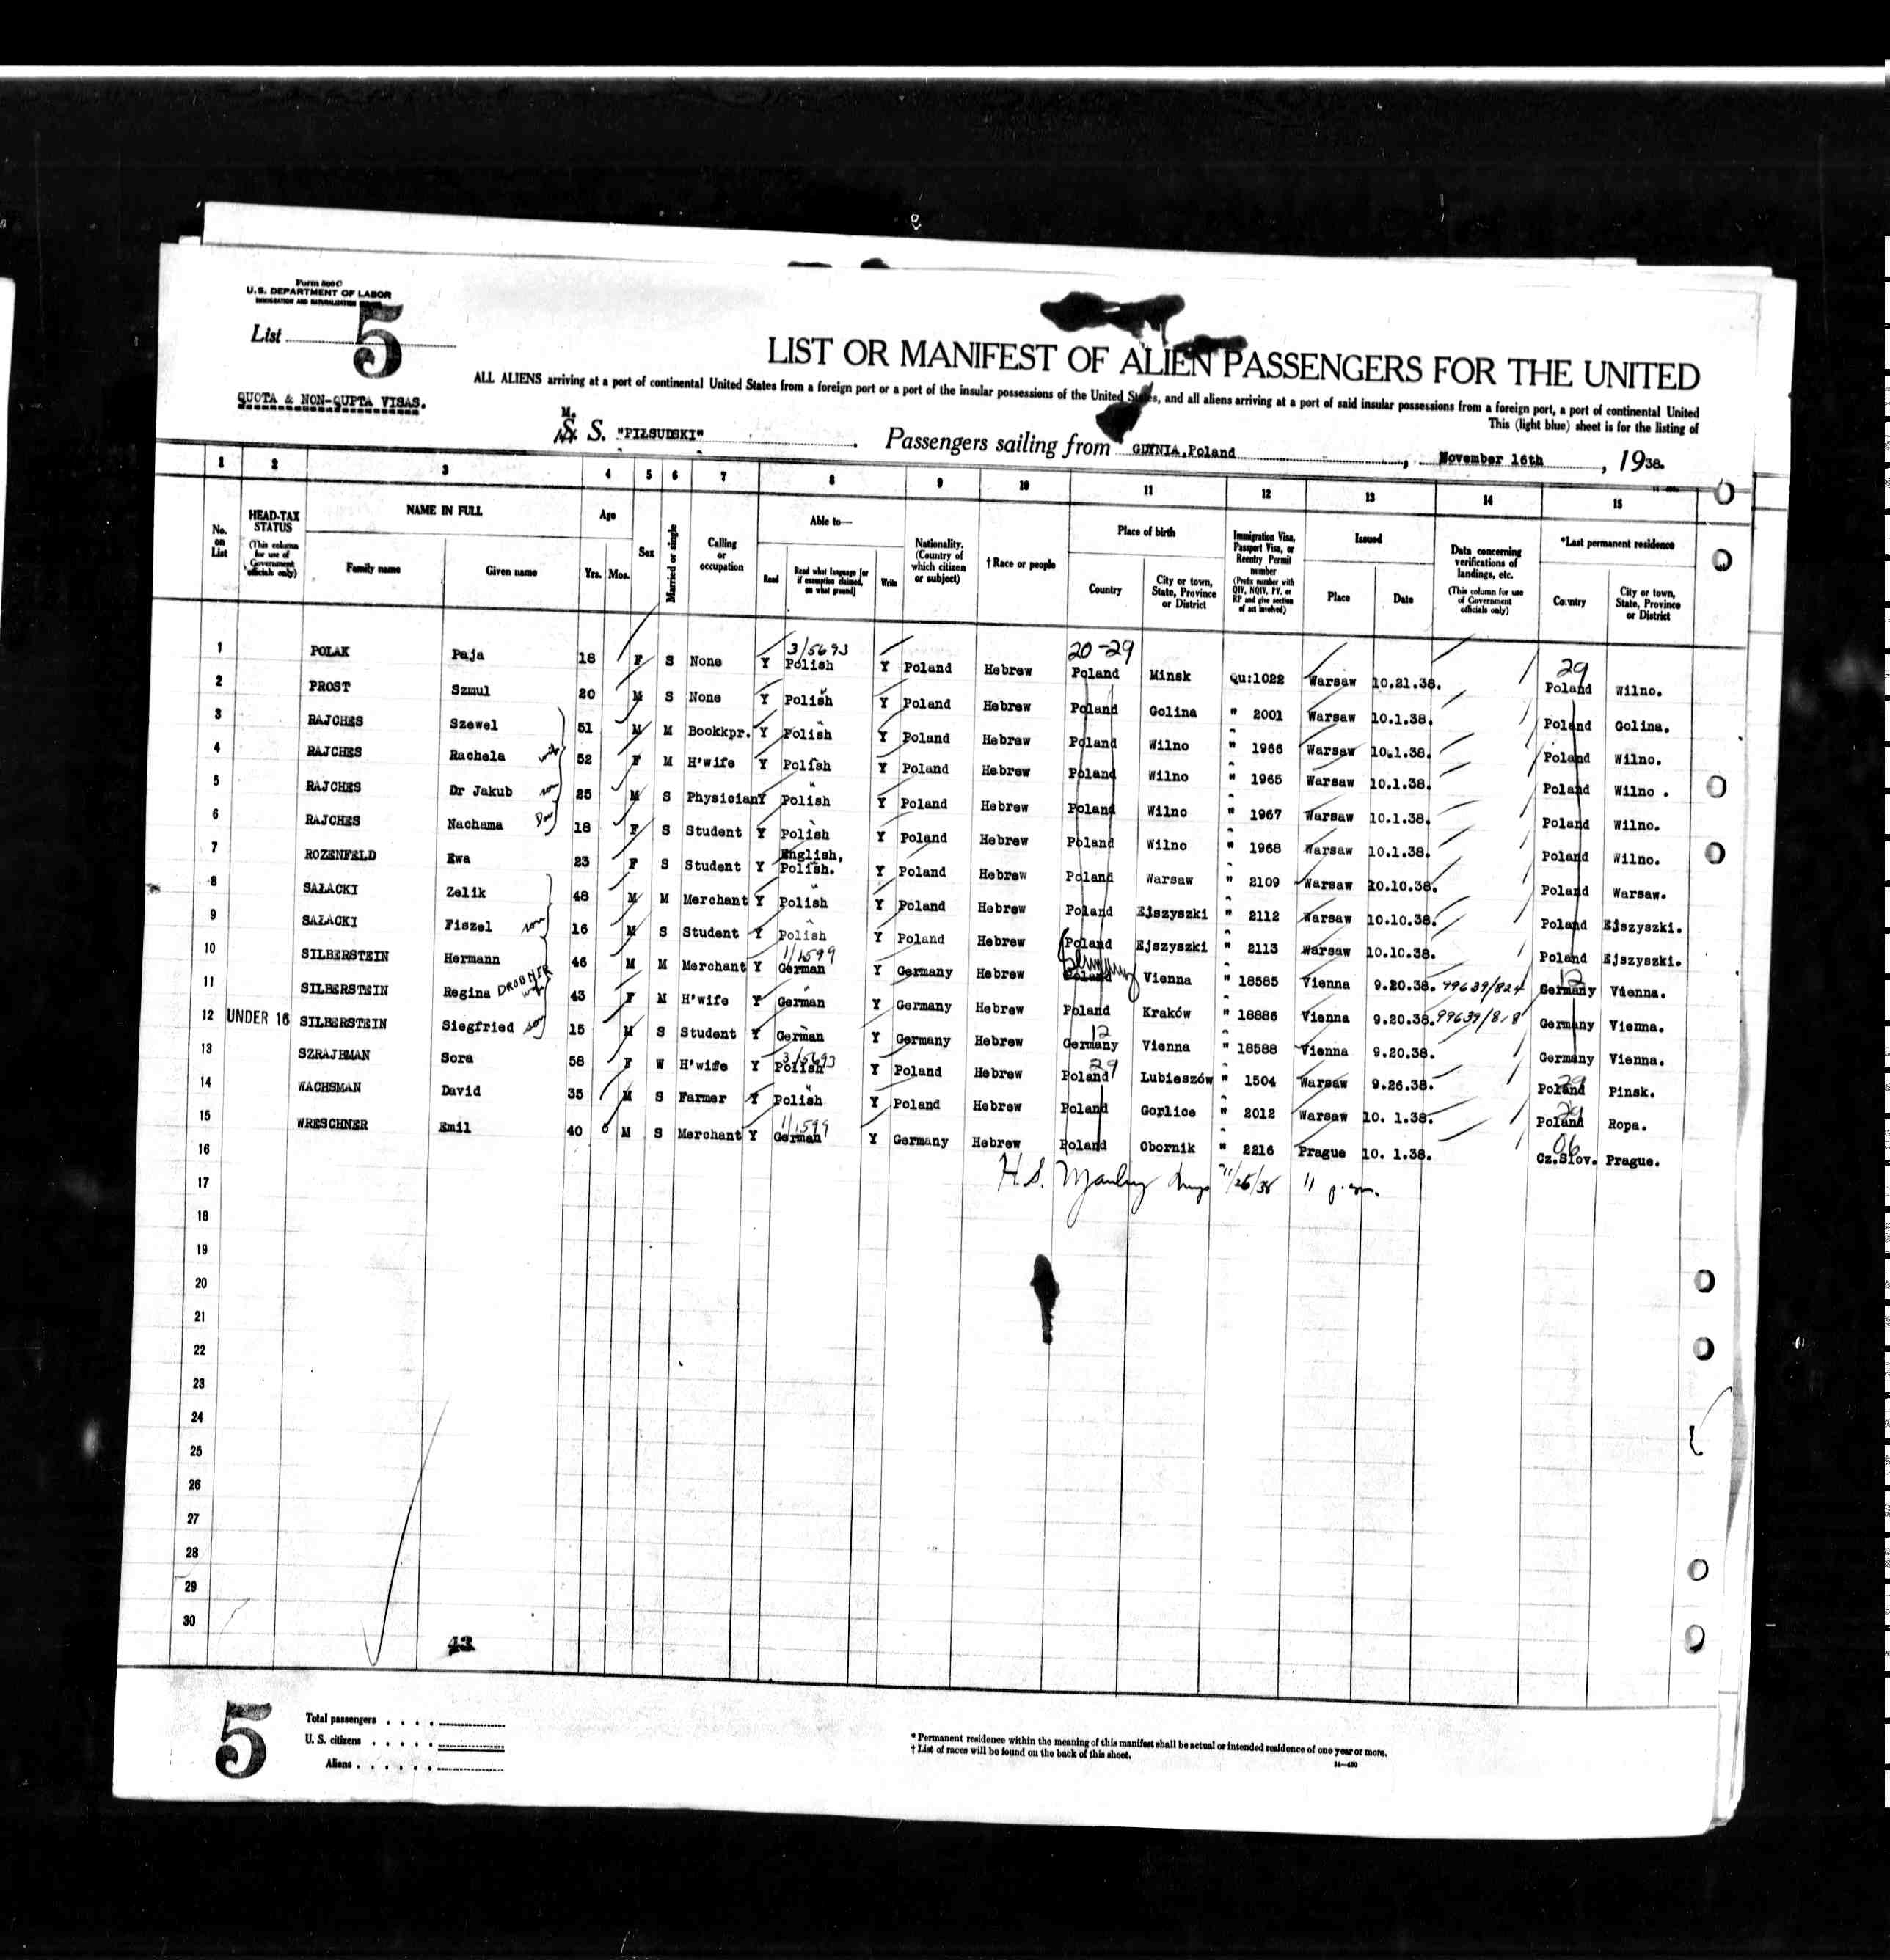 Form 500 C
U. S. DEPARTMENT OF LABOR
IMMIGRATION AND NATURALIZATION
List 5
QUOTA & NON-QUPTA VISAS.
LIST OR MANIFEST OF ALIEN PASSENGERS FOR THE UNITED
ALL ALIENS arriving at a port of continental United States from a foreign port or a port of the insular possessions of the United States, and all aliens arriving at a port of said insular possessions from a foreign port, a port of continental United
This (light blue) sheet is for the listing of
M.
S. S. "PIŁSUDSKI" . Passengers sailing from GDYNIA,Poland , November 16th , 1938.
1 2 3 4 5 6 7 8 9 10 11 12 13 14 15
No. on List
HEAD-TAX STATUS
(This column for use of Government officials only)
NAME IN FULL
Family name Given name
Age
Yrs. Mos.
Sex
Married or single
Calling or occupation
Able to—
Read Read what language [or if exemption claimed, on what ground] Write
Nationality. (Country of which citizen or subject)
† Race or people
Place of birth
Country City or town, State, Province or District
Immigration Visa, Passport Visa, or Reentry Permit number
(Prefix number with QIV, NQIV, PV, or RP and give section of act involved)
Issued
Place Date
Data concerning verifications of landings, etc.
(This column for use of Government officials only)
*Last permanent residence
Country City or town, State, Province or District
3/5693 20-29 29
1 POLAK Paja 18 F S None Y Polish Y Poland Hebrew Poland Minsk Qu:1022 Warsaw 10.21.38. Poland Wilno.
2 PROST Szmul 20 M S None Y Polish Y Poland Hebrew Poland Golina " 2001 Warsaw 10.1.38. Poland Golina.
3 RAJCHES Szewel 51 M M Bookkpr. Y Polish Y Poland Hebrew Poland Wilno " 1966 Warsaw 10.1.38. Poland Wilno.
4 RAJCHES Rachela wife 52 F M H'wife Y Polish Y Poland Hebrew Poland Wilno " 1965 Warsaw 10.1.38. Poland Wilno .
5 RAJCHES Dr Jakub son 25 M S Physician Y Polish Y Poland Hebrew Poland Wilno " 1967 Warsaw 10.1.38. Poland Wilno.
6 RAJCHES Nachama Dau 18 F S Student Y Polish Y Poland Hebrew Poland Wilno " 1968 Warsaw 10.1.38. Poland Wilno.
7 ROZENFELD Ewa 23 F S Student Y English, Polish. Y Poland Hebrew Poland Warsaw " 2109 Warsaw 10.10.38. Poland Warsaw.
8 SAŁACKI Zelik 48 M M Merchant Y Polish Y Poland Hebrew Poland Ejszyszki " 2112 Warsaw 10.10.38. Poland Ejszyszki.
9 SAŁACKI Fiszel son 16 M S Student Y Polish Y Poland Hebrew Poland Ejszyszki " 2113 Warsaw 10.10.38. Poland Ejszyszki.
10 SILBERSTEIN Hermann 46 M M Merchant Y German Y Germany Hebrew Poland Germany Vienna " 18585 Vienna 9.20.38. 99639/824 12 Germany Vienna.
11 SILBERSTEIN Regina DROBNER wife 43 F M H'wife Y German Y Germany Hebrew Poland Kraków " 18886 Vienna 9.20.38. 99639/818 Germany Vienna.
12 UNDER 16 SILBERSTEIN Siegfried son 15 M S Student Y German Y Germany Hebrew 12 Germany Vienna " 18588 Vienna 9.20.38. Germany Vienna.
13 SZRAJBMAN Sora 58 F W H'wife Y 3/5693 Polish Y Poland Hebrew 29 Poland Lubieszów " 1504 Warsaw 9.26.38. 29 Poland Pinsk.
14 WACHSMAN David 35 M S Farmer Y Polish Y Poland Hebrew Poland Gorlice " 2012 Warsaw 10. 1.38. 29 Poland Ropa.
15 WRESCHNER Emil 40 6 M S Merchant Y 1/1599 German Y Germany Hebrew Poland Obornik " 2216 Prague 10. 1.38. 06 Cz.Slov. Prague.
16
H.S. 11/26/38 11 p.m.
17
18
19
20
21
22
23
24
25
26
27
28
29
30
43
5
Total passengers
U. S. citizens
Aliens
* Permanent residence within the meaning of this manifest shall be actual or intended residence of one year or more.
† List of races will be found on the back of this sheet.
14—480